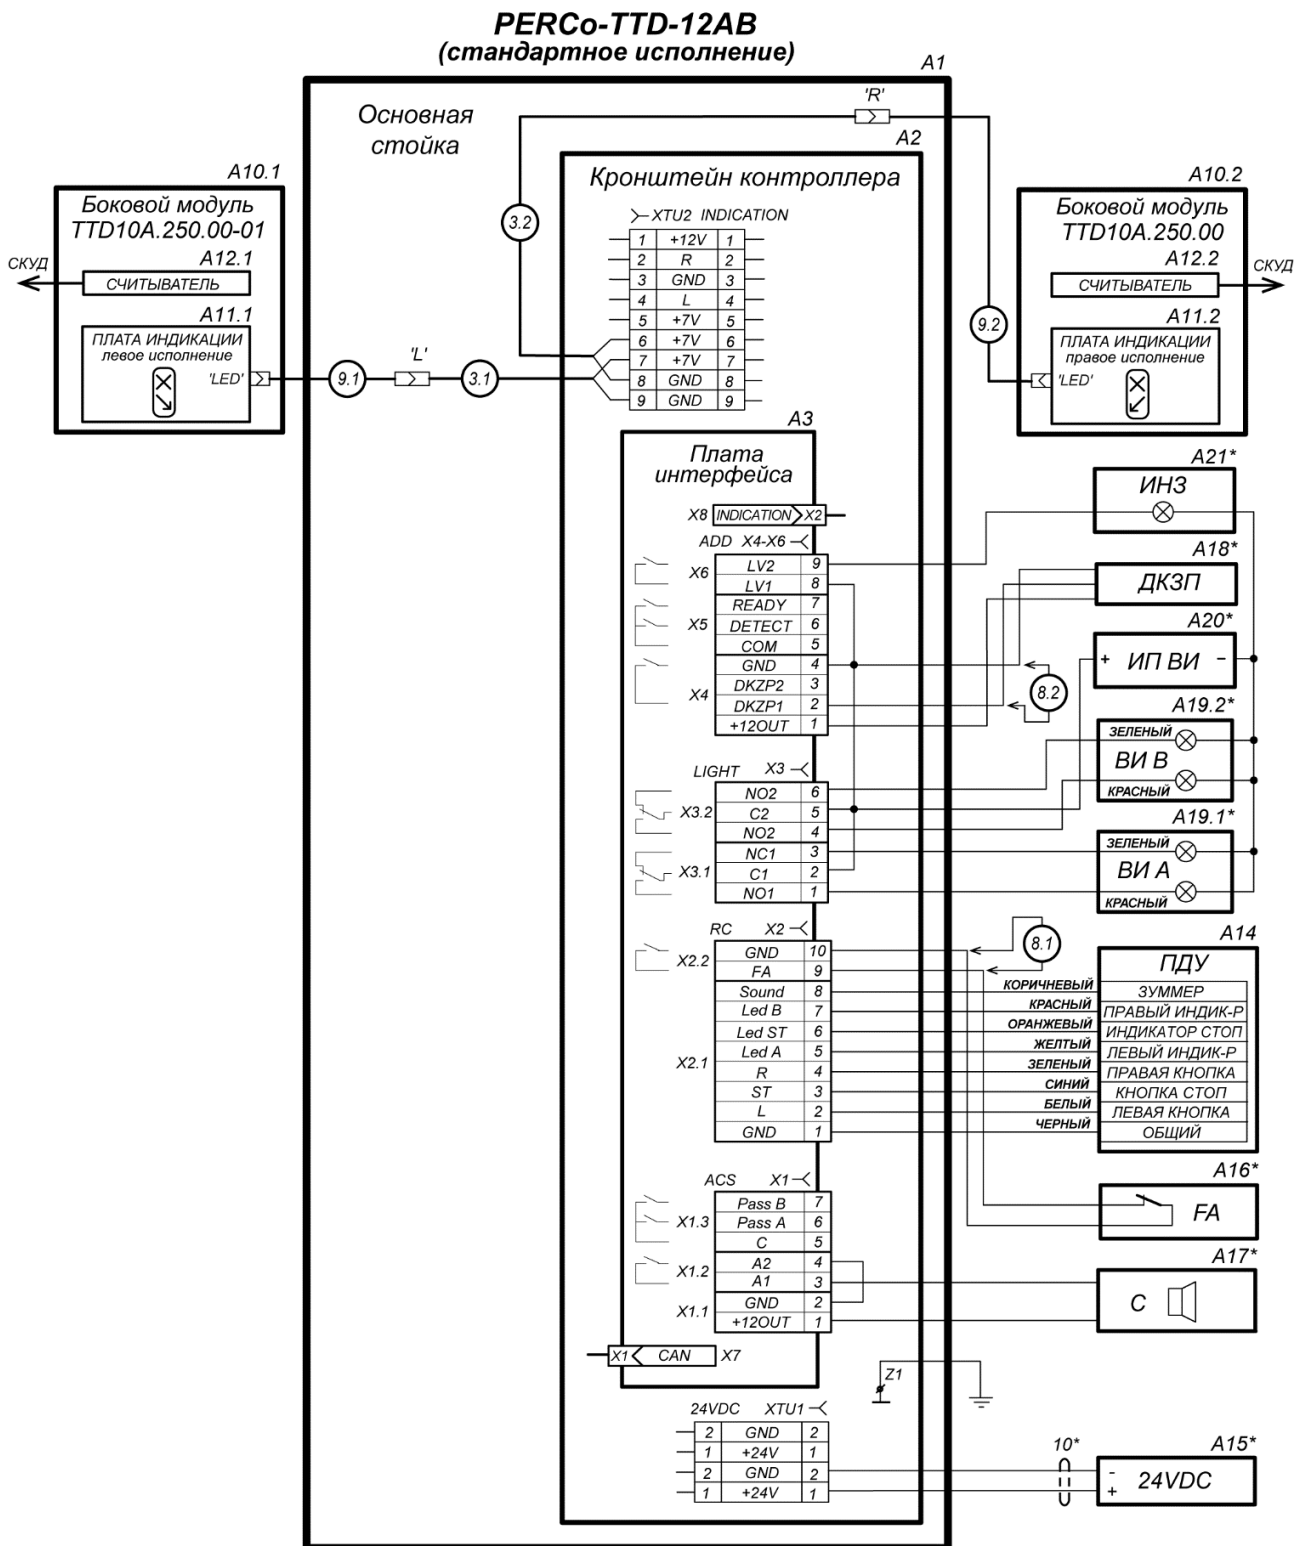 PERCo-TTD-12AB
(стандартное исполнение)
A1
Основная
стойка
'R'
A2
Кронштейн контроллера
3.2
XTU2 INDICATION
1 +12V 1
2 R 2
3 GND 3
4 L 4
5 +7V 5
6 +7V 6
7 +7V 7
8 GND 8
9 GND 9
A10.1
Боковой модуль
TTD10A.250.00-01
СКУД
A12.1
СЧИТЫВАТЕЛЬ
A11.1
ПЛАТА ИНДИКАЦИИ
левое исполнение
'LED'
9.1
'L'
3.1
A10.2
Боковой модуль
TTD10A.250.00
A12.2
СКУД
СЧИТЫВАТЕЛЬ
A11.2
9.2
ПЛАТА ИНДИКАЦИИ
правое исполнение
'LED'
A3
Плата
интерфейса
X8 INDICATION X2
ADD X4-X6
X6
LV2 9
LV1 8
X5
READY 7
DETECT 6
COM 5
X4
GND 4
DKZP2 3
DKZP1 2
+12OUT 1
LIGHT X3
X3.2
NO2 6
C2 5
NO2 4
X3.1
NC1 3
C1 2
NO1 1
RC X2
X2.2
GND 10
FA 9
X2.1
Sound 8
Led B 7
Led ST 6
Led A 5
R 4
ST 3
L 2
GND 1
ACS X1
X1.3
Pass B 7
Pass A 6
C 5
X1.2
A2 4
A1 3
X1.1
GND 2
+12OUT 1
X1 CAN X7
Z1
24VDC XTU1
2 GND 2
1 +24V 1
2 GND 2
1 +24V 1
A21*
ИНЗ
A18*
ДКЗП
A20*
+ ИП ВИ -
8.2
A19.2*
ЗЕЛЕНЫЙ
ВИ В
КРАСНЫЙ
A19.1*
ЗЕЛЕНЫЙ
ВИ А
КРАСНЫЙ
8.1
A14
ПДУ
КОРИЧНЕВЫЙ ЗУММЕР
КРАСНЫЙ ПРАВЫЙ ИНДИК-Р
ОРАНЖЕВЫЙ ИНДИКАТОР СТОП
ЖЕЛТЫЙ ЛЕВЫЙ ИНДИК-Р
ЗЕЛЕНЫЙ ПРАВАЯ КНОПКА
СИНИЙ КНОПКА СТОП
БЕЛЫЙ ЛЕВАЯ КНОПКА
ЧЕРНЫЙ ОБЩИЙ
A16*
FA
A17*
C
10*
A15*
-
+
24VDC